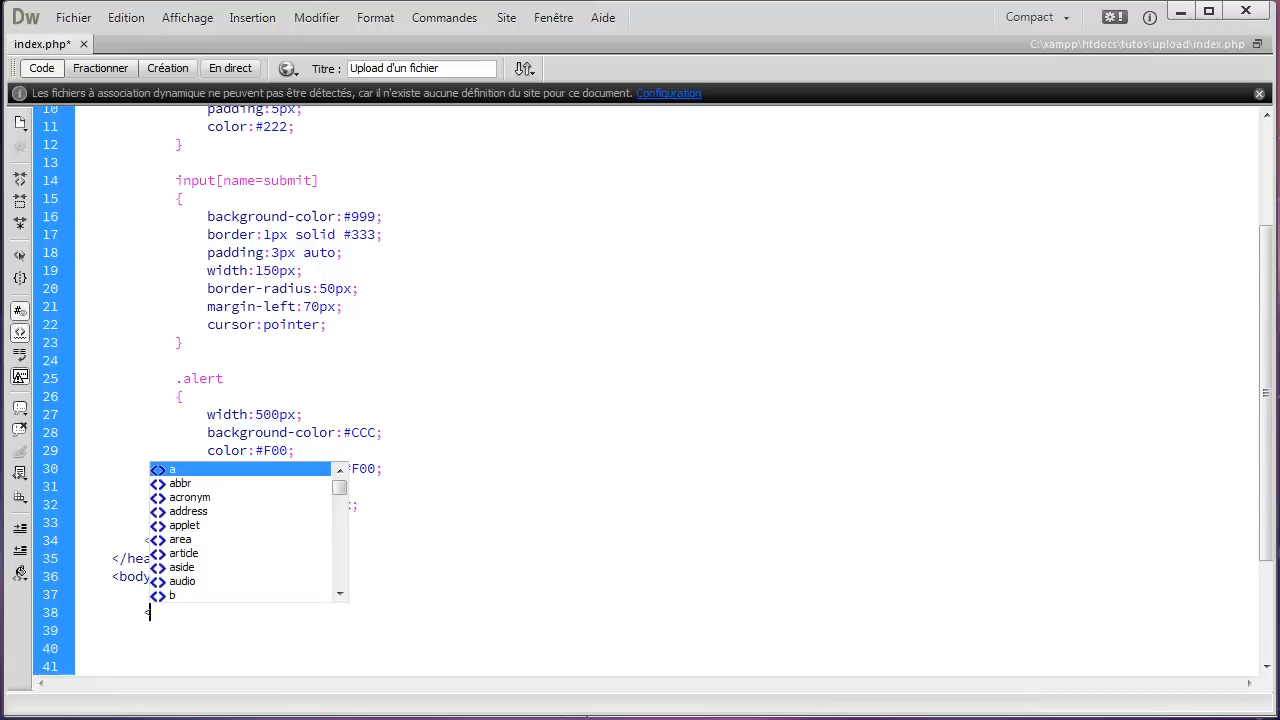 Dw Fichier Edition Affichage Insertion Modifier Format Commandes Site Fenêtre Aide Compact
index.php* C:\xampp\htdocs\tutos\upload\index.php
Code Fractionner Création En direct Titre : Upload d'un fichier
Les fichiers à association dynamique ne peuvent pas être détectés, car il n'existe aucune définition du site pour ce document. Configuration
10 padding:5px;
11 color:#222;
12 }
13
14 input[name=submit]
15 {
16 background-color:#999;
17 border:1px solid #333;
18 padding:3px auto;
19 width:150px;
20 border-radius:50px;
21 margin-left:70px;
22 cursor:pointer;
23 }
24
25 .alert
26 {
27 width:500px;
28 background-color:#CCC;
29 color:#F00;
30 F00;
31
32 ;
33
34 <
35 </hea
36 <body
37
38 <
39
40
41
a
abbr
acronym
address
applet
area
article
aside
audio
b